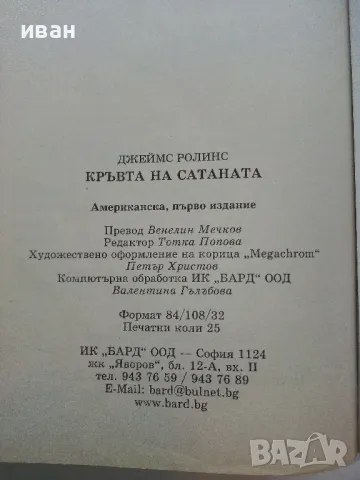 иван
ДЖЕЙМС РОЛИНС
КРЪВТА НА САТАНАТА
Американска, първо издание
Превод Венелин Мечков
Редактор Тотка Попова
Художествено оформление на корица „Megachrom"
Петър Христов
Компютърна обработка ИК „БАРД" ООД
Валентина Гълъбова
Формат 84/108/32
Печатни коли 25
ИК „БАРД" ООД — София 1124
жк „Яворов", бл. 12-А, вх. II
тел. 943 76 59 / 943 76 89
E-Mail: bard@bulnet.bg
www.bard.bg
BAZAR